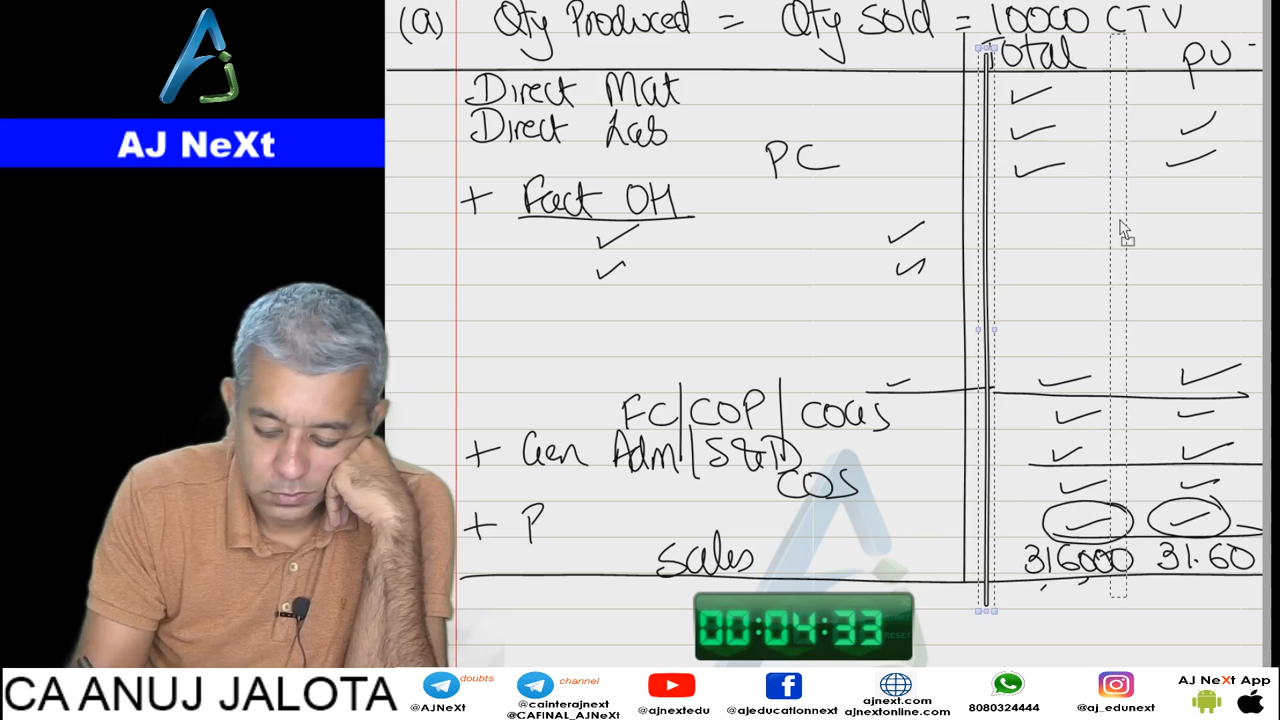 (a) Qty Produced = Qty Sold = 10000 CTV
Total PU
Direct Mat
Direct Lab
PC
+ Fact OH
FC/COP/COGS
+ Gen Adm/S&D
COS
+ P
Sales 316000 31.60
AJ NeXt
00:04:33
START
RESET
CA ANUJ JALOTA
doubts
@AJNeXt
channel
@cainterajnext
@CAFINAL_AJNeXt
@ajnextedu
@ajeducationnext
ajnext.com
ajnextonline.com
8080324444
@aj_edunext
AJ NeXt App